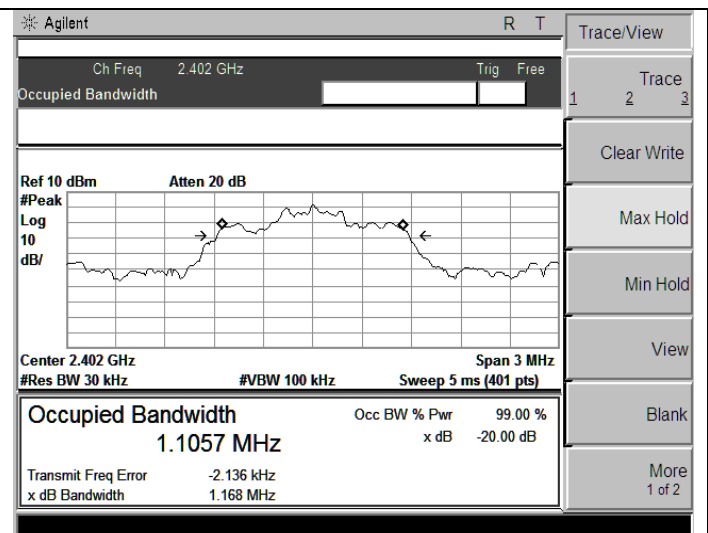 Agilent R T
Trace/View
Ch Freq 2.402 GHz Trig Free
Occupied Bandwidth
Trace
1 2 3
Clear Write
Ref 10 dBm Atten 20 dB
#Peak
Log
10
dB/
Max Hold
Min Hold
Center 2.402 GHz Span 3 MHz
#Res BW 30 kHz #VBW 100 kHz Sweep 5 ms (401 pts)
View
Occupied Bandwidth Occ BW % Pwr 99.00 %
1.1057 MHz x dB -20.00 dB
Blank
Transmit Freq Error -2.136 kHz
x dB Bandwidth 1.168 MHz
More
1 of 2